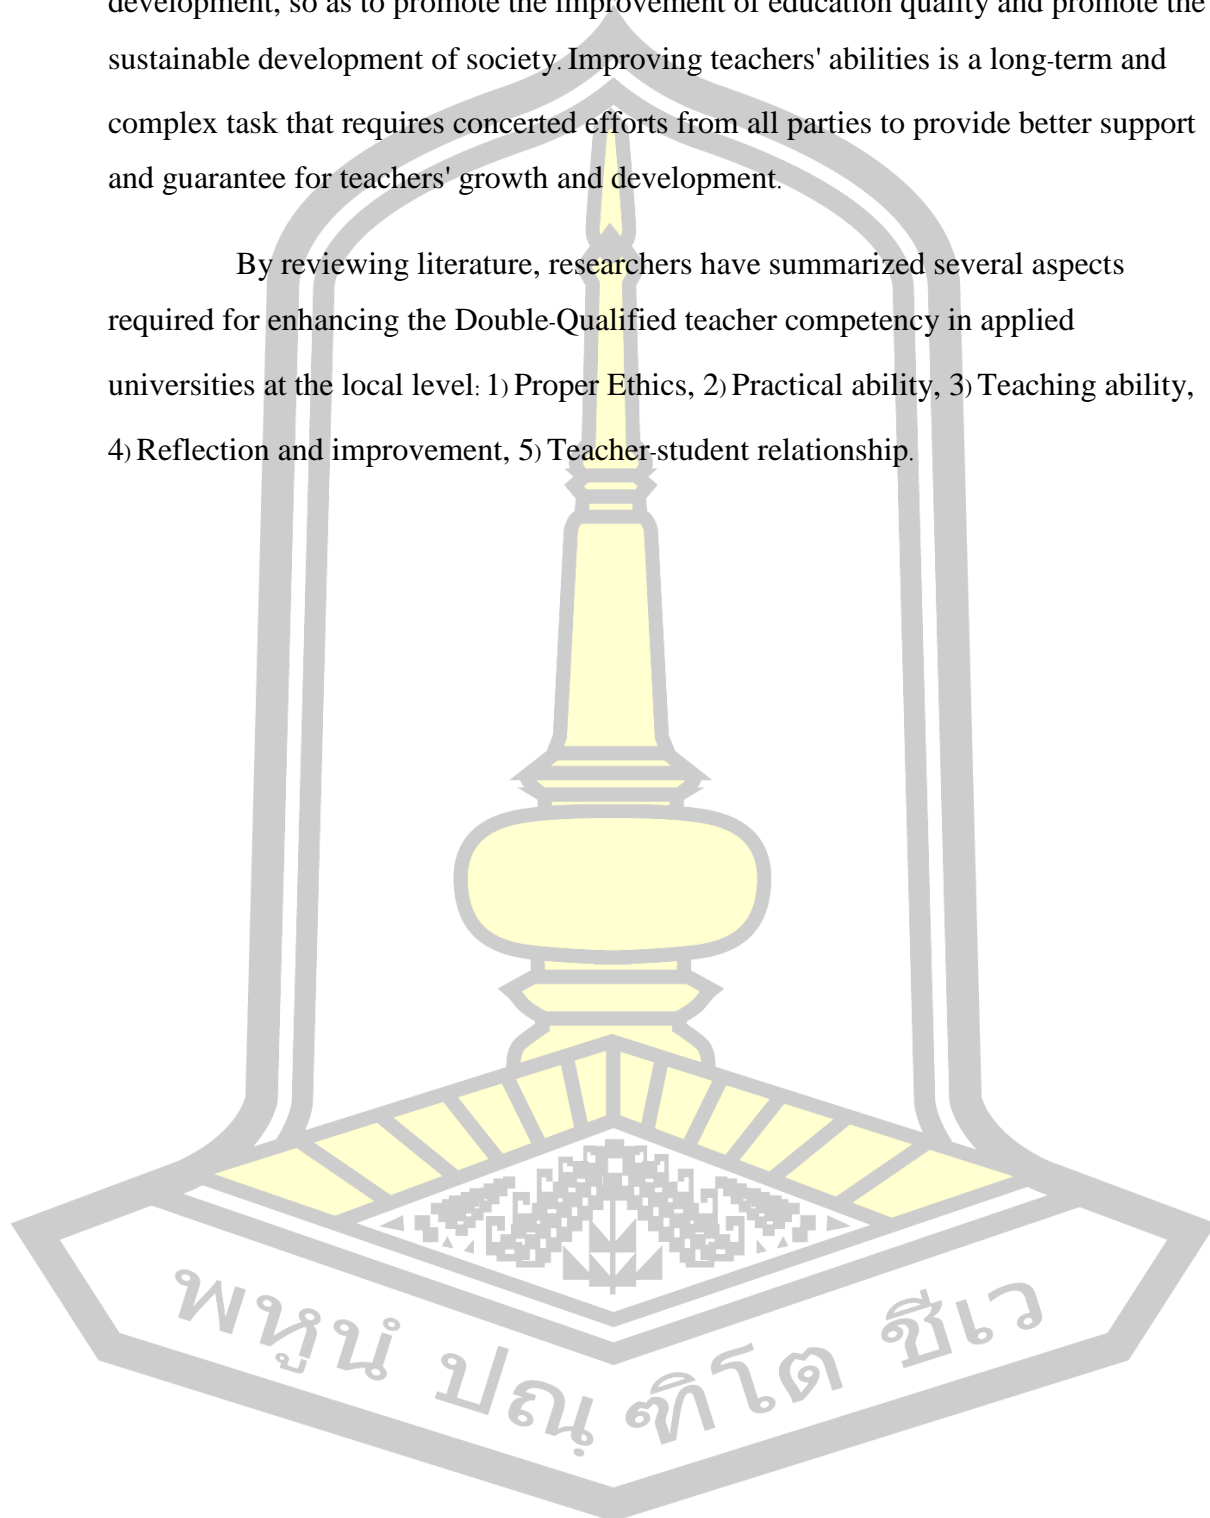 development, so as to promote the improvement of education quality and promote the
sustainable development of society. Improving teachers' abilities is a long-term and
complex task that requires concerted efforts from all parties to provide better support
and guarantee for teachers' growth and development.
By reviewing literature, researchers have summarized several aspects
required for enhancing the Double-Qualified teacher competency in applied
universities at the local level: 1) Proper Ethics, 2) Practical ability, 3) Teaching ability,
4) Reflection and improvement, 5) Teacher-student relationship.
พหูนํ ปณฺฑิโต ชีเว